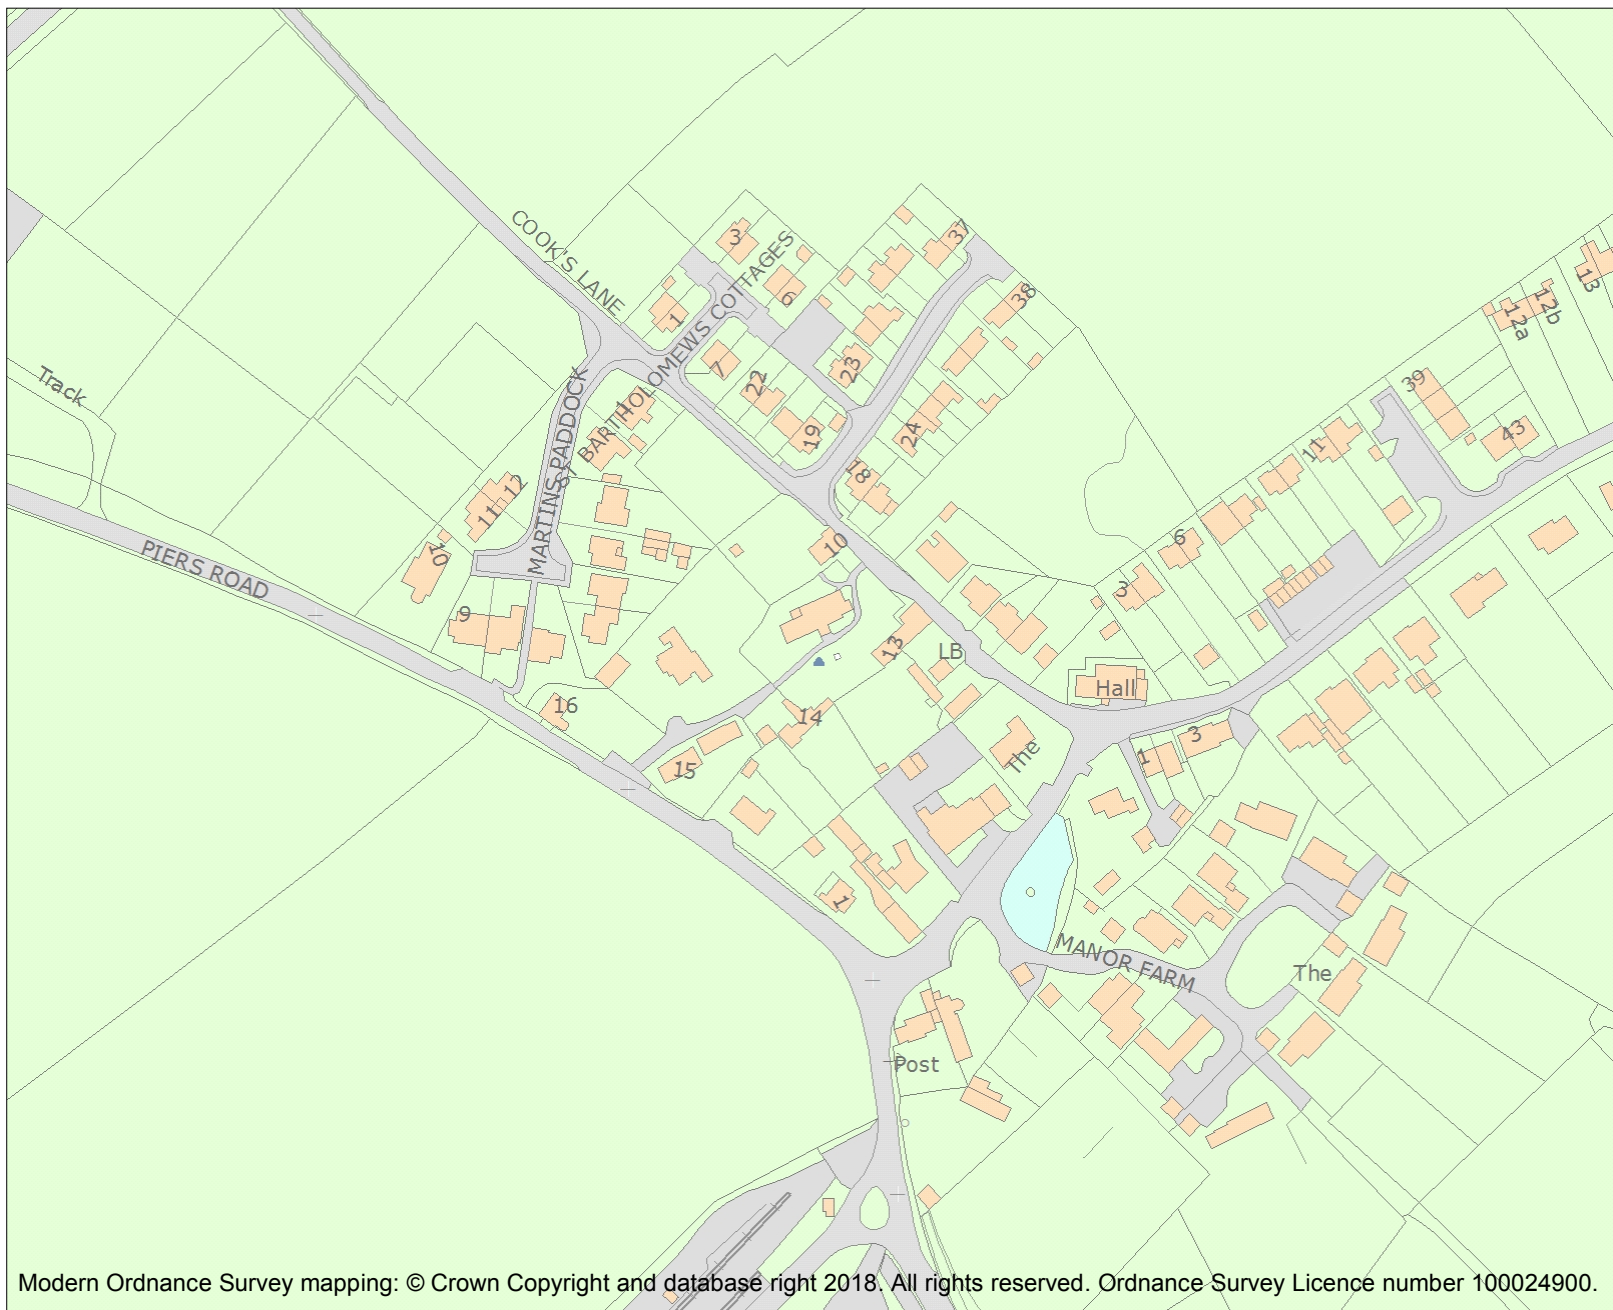 COOK'S LANE
3
ST BARTHOLOMEWS COTTAGES
37
6
1
38
13
12b
12a
7
22
23
39
Track
1
19
24
11
43
MARTINS PADDOCK
12
18
11
10
6
PIERS ROAD
10
3
9
13
LB
Hall
16
14
3
The
1
15
1
MANOR FARM
The
Post
Modern Ordnance Survey mapping: © Crown Copyright and database right 2018. All rights reserved. Ordnance Survey Licence number 100024900.